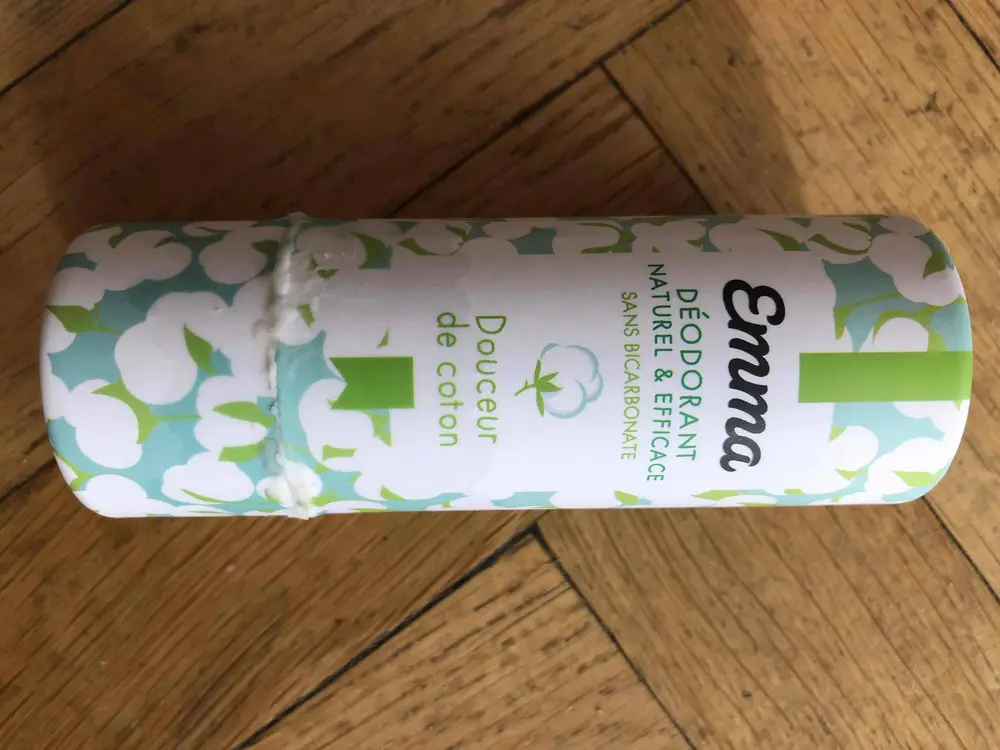 Emma
DÉODORANT
NATUREL & EFFICACE
SANS BICARBONATE
Douceur
de coton